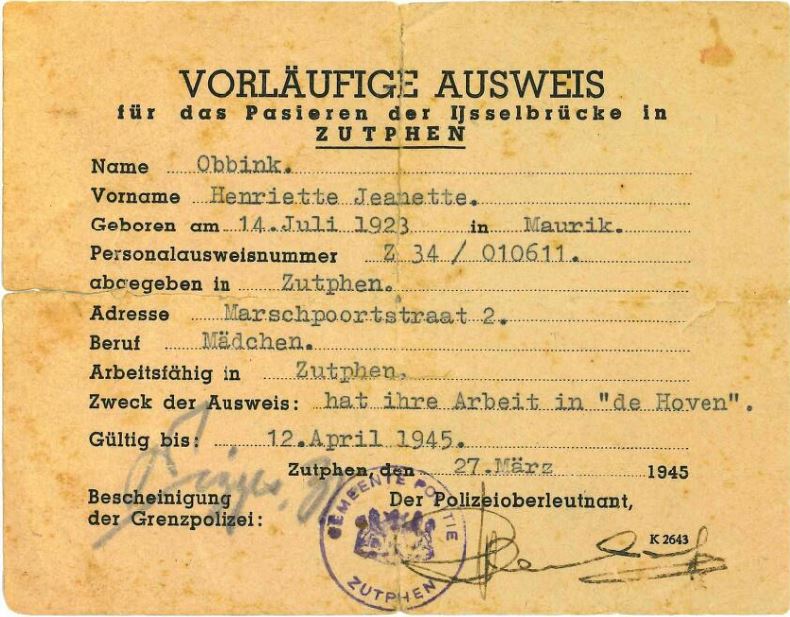 VORLÄUFIGE AUSWEIS
für das Pasieren der IJsselbrücke in
ZUTPHEN
Name Obbink.
Vorname Henriette Jeanette.
Geboren am 14.Juli 1923 in Maurik.
Personalausweisnummer Z 34 / 010611.
abgegeben in Zutphen.
Adresse Marschpoortstraat 2.
Beruf Mädchen.
Arbeitsfähig in Zutphen.
Zweck der Ausweis: hat ihre Arbeit in "de Hoven".
Gültig bis: 12.April 1945.
Zutphen, den 27.März 1945
Bescheinigung
der Grenzpolizei:
Der Polizeioberleutnant,
K 2643
GEMEENTE POLITIE
ZUTPHEN